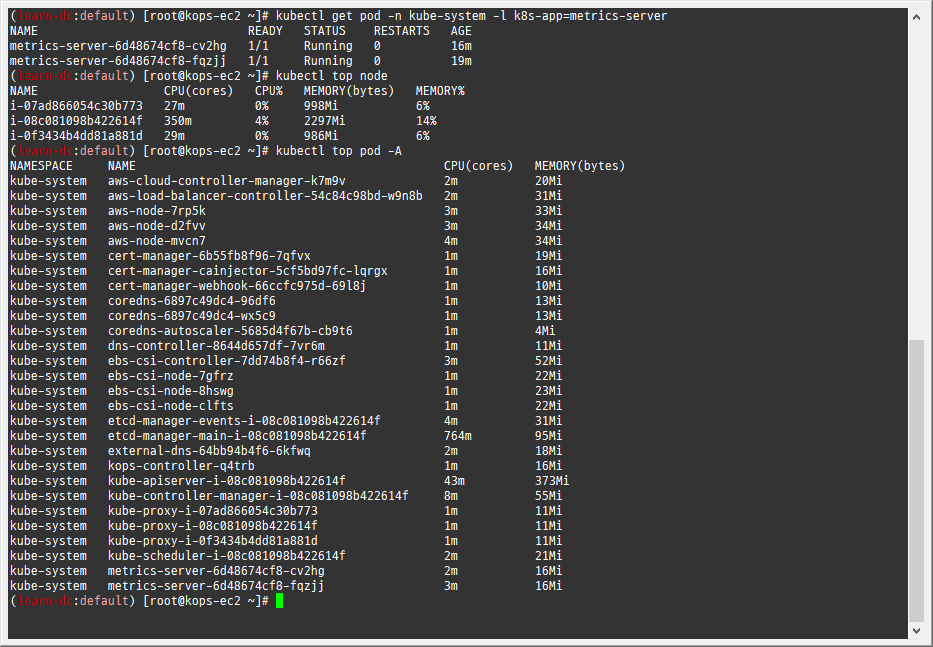 (learn-dc:default) [root@kops-ec2 ~]# kubectl get pod -n kube-system -l k8s-app=metrics-server
NAME                              READY   STATUS    RESTARTS   AGE
metrics-server-6d48674cf8-cv2hg   1/1     Running   0          16m
metrics-server-6d48674cf8-fqzjj   1/1     Running   0          19m
(learn-dc:default) [root@kops-ec2 ~]# kubectl top node
NAME                  CPU(cores)   CPU%   MEMORY(bytes)   MEMORY%
i-07ad866054c30b773   27m          0%     998Mi           6%
i-08c081098b422614f   350m         4%     2297Mi          14%
i-0f3434b4dd81a881d   29m          0%     986Mi           6%
(learn-dc:default) [root@kops-ec2 ~]# kubectl top pod -A
NAMESPACE     NAME                                            CPU(cores)   MEMORY(bytes)
kube-system   aws-cloud-controller-manager-k7m9v              2m           20Mi
kube-system   aws-load-balancer-controller-54c84c98bd-w9n8b   2m           31Mi
kube-system   aws-node-7rp5k                                  3m           33Mi
kube-system   aws-node-d2fvv                                  3m           34Mi
kube-system   aws-node-mvcn7                                  4m           34Mi
kube-system   cert-manager-6b55fb8f96-7qfvx                   1m           19Mi
kube-system   cert-manager-cainjector-5cf5bd97fc-lqrgx        1m           16Mi
kube-system   cert-manager-webhook-66ccfc975d-69l8j           1m           10Mi
kube-system   coredns-6897c49dc4-96df6                        1m           13Mi
kube-system   coredns-6897c49dc4-wx5c9                        1m           13Mi
kube-system   coredns-autoscaler-5685d4f67b-cb9t6             1m           4Mi
kube-system   dns-controller-8644d657df-7vr6m                 1m           11Mi
kube-system   ebs-csi-controller-7dd74b8f4-r66zf              3m           52Mi
kube-system   ebs-csi-node-7gfrz                              1m           22Mi
kube-system   ebs-csi-node-8hswg                              1m           23Mi
kube-system   ebs-csi-node-clfts                              1m           22Mi
kube-system   etcd-manager-events-i-08c081098b422614f         4m           31Mi
kube-system   etcd-manager-main-i-08c081098b422614f           764m         95Mi
kube-system   external-dns-64bb94b4f6-6kfwq                   2m           18Mi
kube-system   kops-controller-q4trb                           1m           16Mi
kube-system   kube-apiserver-i-08c081098b422614f              43m          373Mi
kube-system   kube-controller-manager-i-08c081098b422614f     8m           55Mi
kube-system   kube-proxy-i-07ad866054c30b773                  1m           11Mi
kube-system   kube-proxy-i-08c081098b422614f                  1m           11Mi
kube-system   kube-proxy-i-0f3434b4dd81a881d                  1m           11Mi
kube-system   kube-scheduler-i-08c081098b422614f              2m           21Mi
kube-system   metrics-server-6d48674cf8-cv2hg                 2m           16Mi
kube-system   metrics-server-6d48674cf8-fqzjj                 3m           16Mi
(learn-dc:default) [root@kops-ec2 ~]#